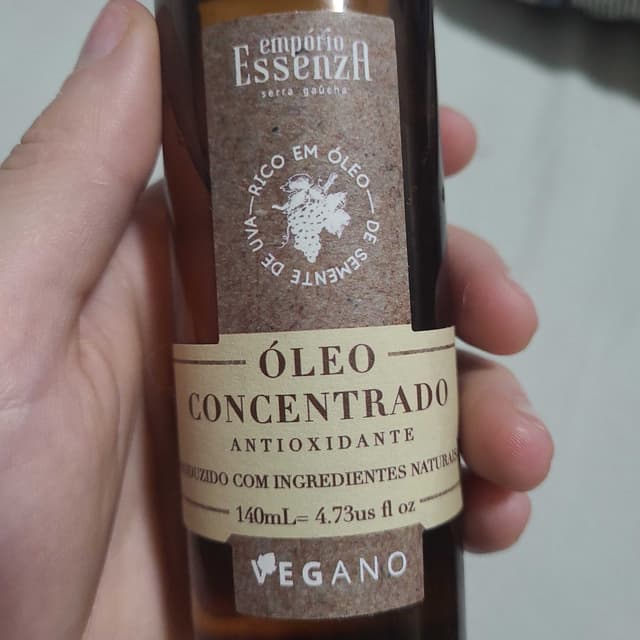 empório
Essenza
serra gaúcha
RICO EM ÓLEO
DE SEMENTE DE UVA
ÓLEO
CONCENTRADO
ANTIOXIDANTE
COM INGREDIENTES NATURAIS
140mL= 4.73us fl oz
VEGANO